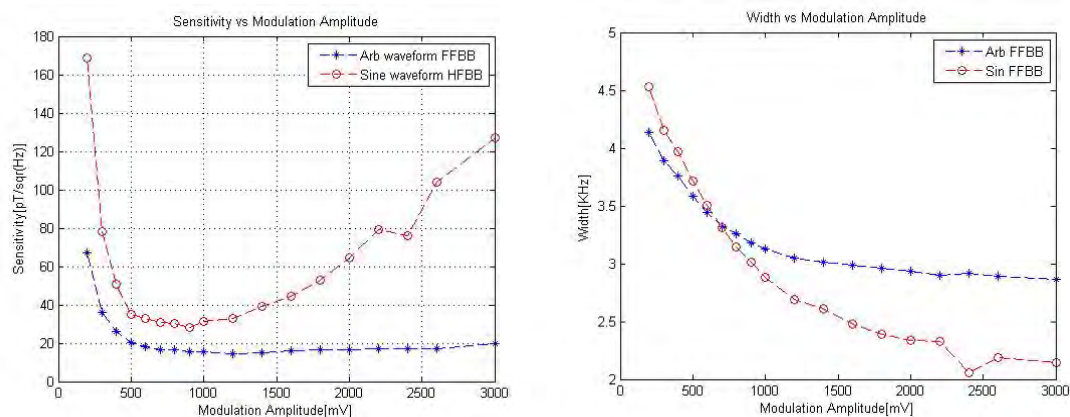 Sensitivity vs Modulation Amplitude
180
160
140
120
100
80
60
40
20
0
Sensitivity[pT/sqr(Hz)]
Arb waveform FFBB
Sine waveform HFBB
0 500 1000 1500 2000 2500 3000
Modulation Amplitude[mV]
Width vs Modulation Amplitude
5
4.5
4
3.5
3
2.5
2
Width[KHz]
Arb FFBB
Sin FFBB
0 500 1000 1500 2000 2500 3000
Modulation Amplitude[mV]